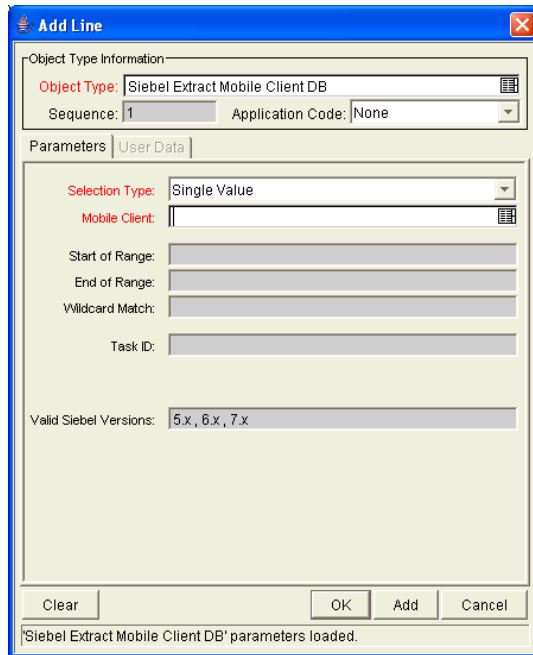 Add Line
Object Type Information
Object Type: Siebel Extract Mobile Client DB
Sequence: 1 Application Code: None
Parameters User Data
Selection Type: Single Value
Mobile Client:
Start of Range:
End of Range:
Wildcard Match:
Task ID:
Valid Siebel Versions: 5.x , 6.x , 7.x
Clear OK Add Cancel
'Siebel Extract Mobile Client DB' parameters loaded.